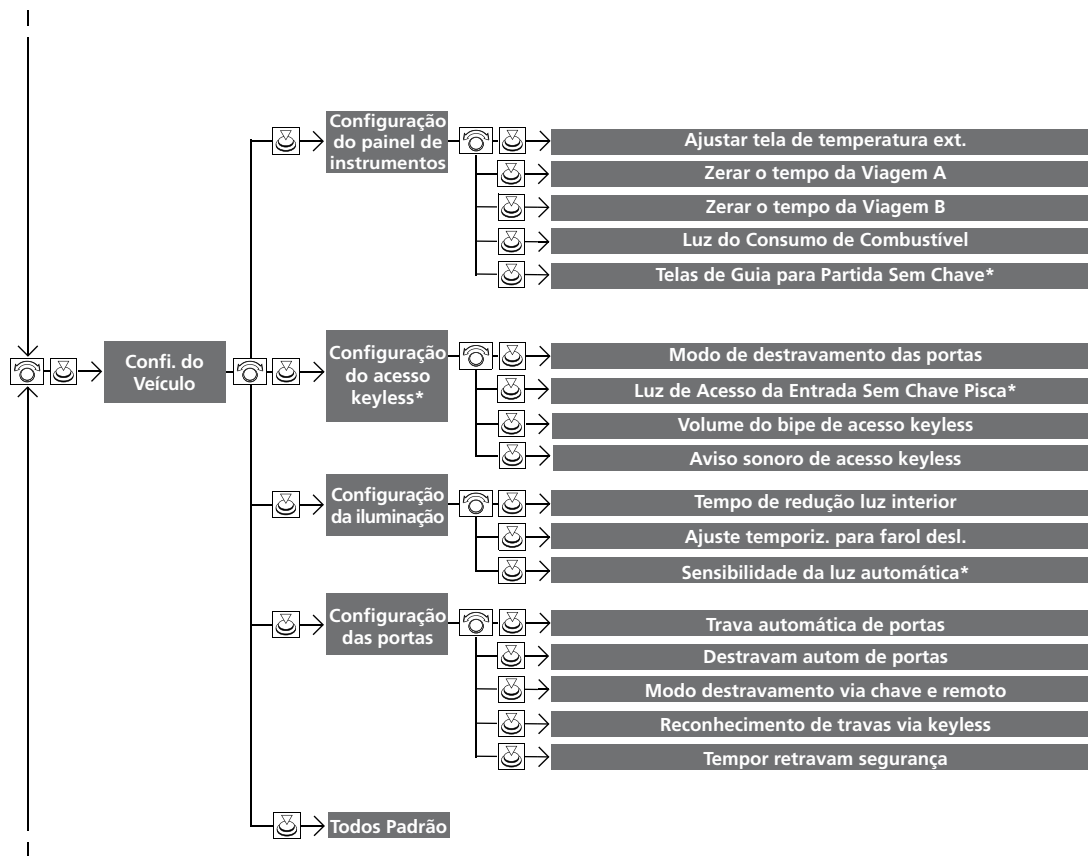 Configuração
do painel de
instrumentos
Ajustar tela de temperatura ext.
Zerar o tempo da Viagem A
Zerar o tempo da Viagem B
Luz do Consumo de Combustível
Telas de Guia para Partida Sem Chave*
Confi. do
Veículo
Configuração
do acesso
keyless*
Modo de destravamento das portas
Luz de Acesso da Entrada Sem Chave Pisca*
Volume do bipe de acesso keyless
Aviso sonoro de acesso keyless
Configuração
da iluminação
Tempo de redução luz interior
Ajuste temporiz. para farol desl.
Sensibilidade da luz automática*
Configuração
das portas
Trava automática de portas
Destravam autom de portas
Modo destravamento via chave e remoto
Reconhecimento de travas via keyless
Tempor retravam segurança
Todos Padrão